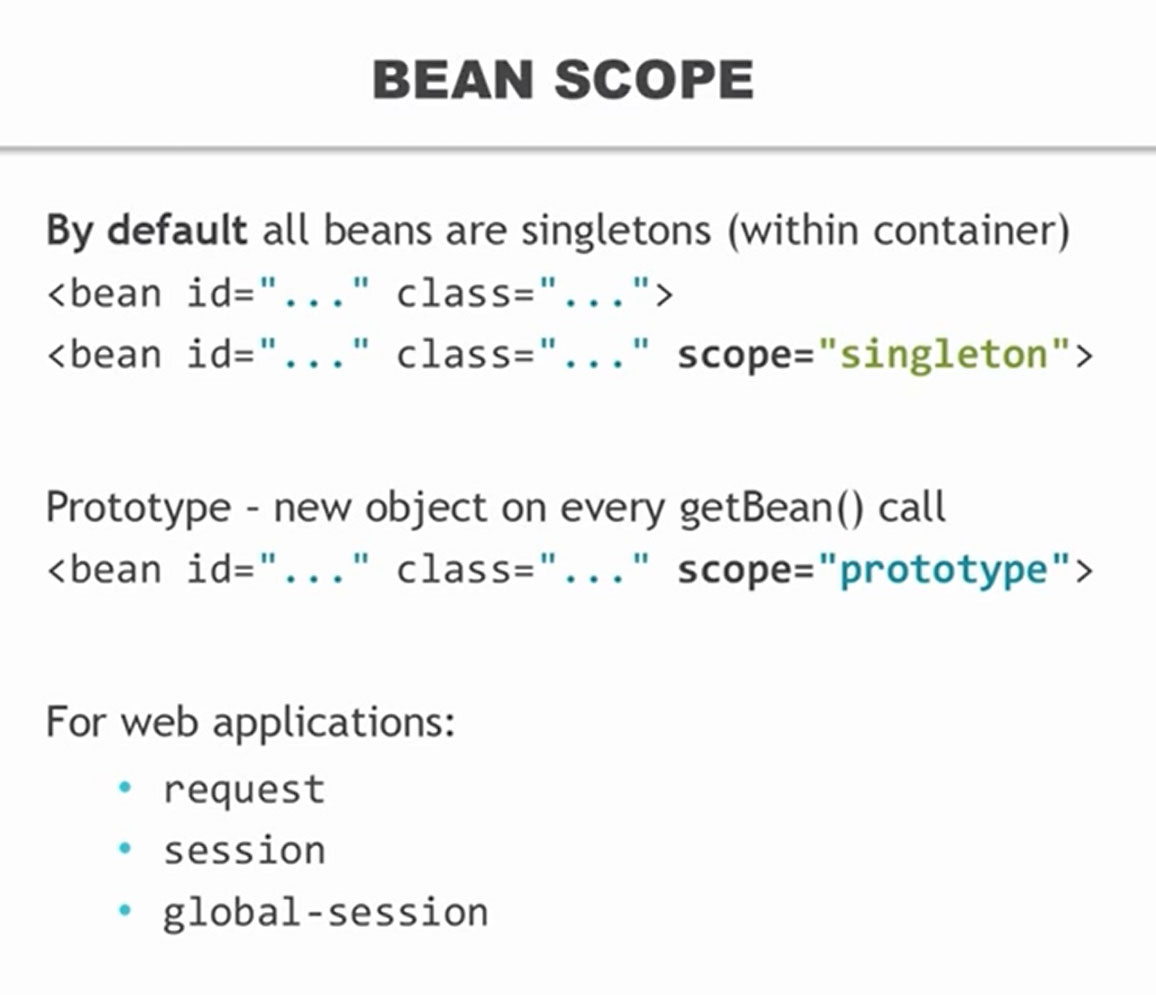 BEAN SCOPE
By default all beans are singletons (within container)
<bean id="..." class="...">
<bean id="..." class="..." scope="singleton">
Prototype - new object on every getBean() call
<bean id="..." class="..." scope="prototype">
For web applications:
• request
• session
• global-session